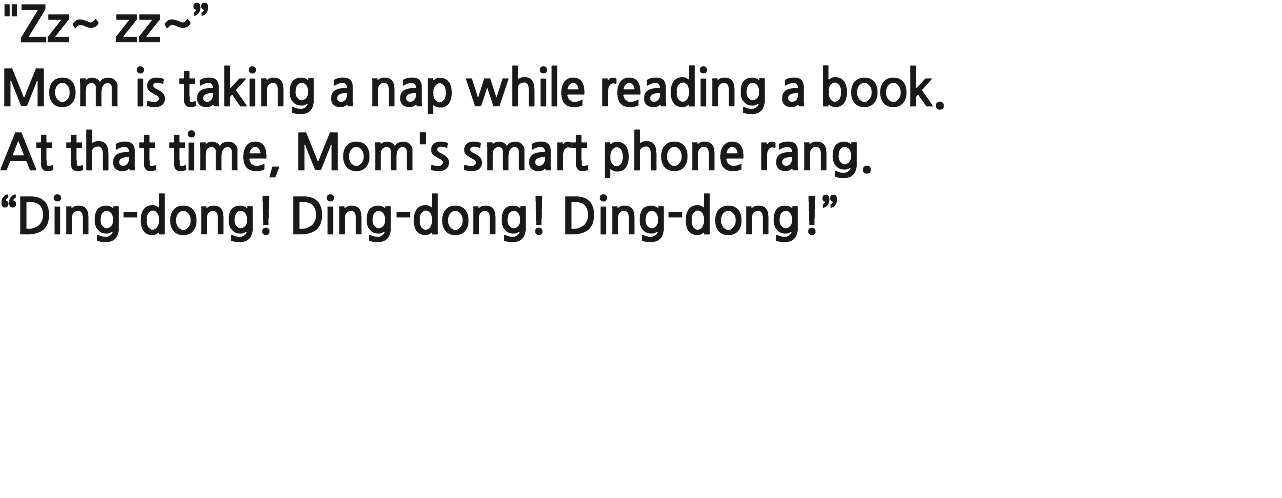 "Zz~ zz~”
Mom is taking a nap while reading a book.
At that time, Mom's smart phone rang.
“Ding-dong! Ding-dong! Ding-dong!”